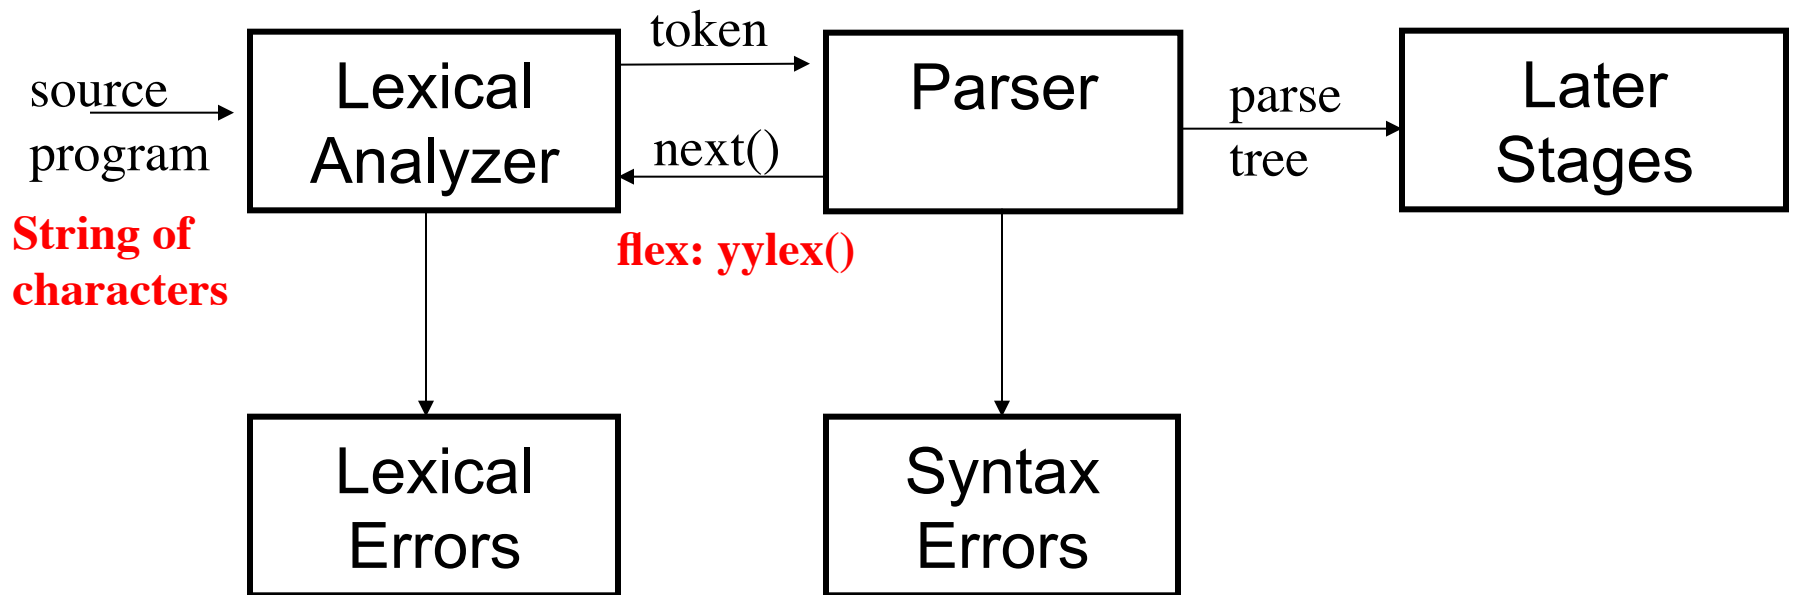 source
program
String of
characters
Lexical
Analyzer
token
next()
flex: yylex()
Parser
parse
tree
Later
Stages
Lexical
Errors
Syntax
Errors